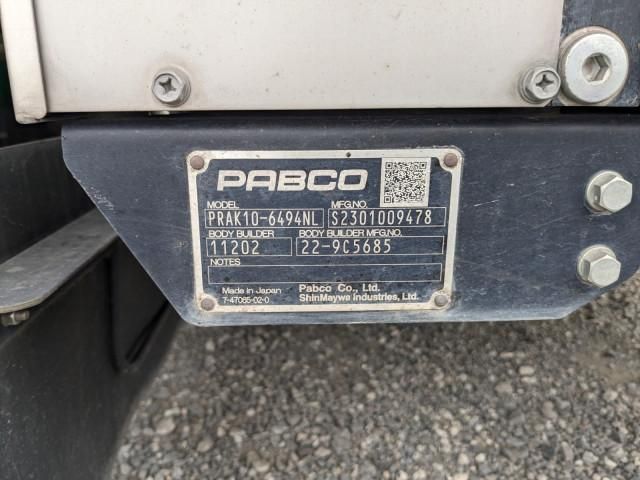 PABCO
MODEL MFG.NO.
PRAK10-6494NL S2301009478
BODY BUILDER BODY BUILDER MFG.NO.
11202 22-9C5685
NOTES
Made in Japan Pabco Co., Ltd.
7-47065-02-0 ShinMaywa Industries, Ltd.